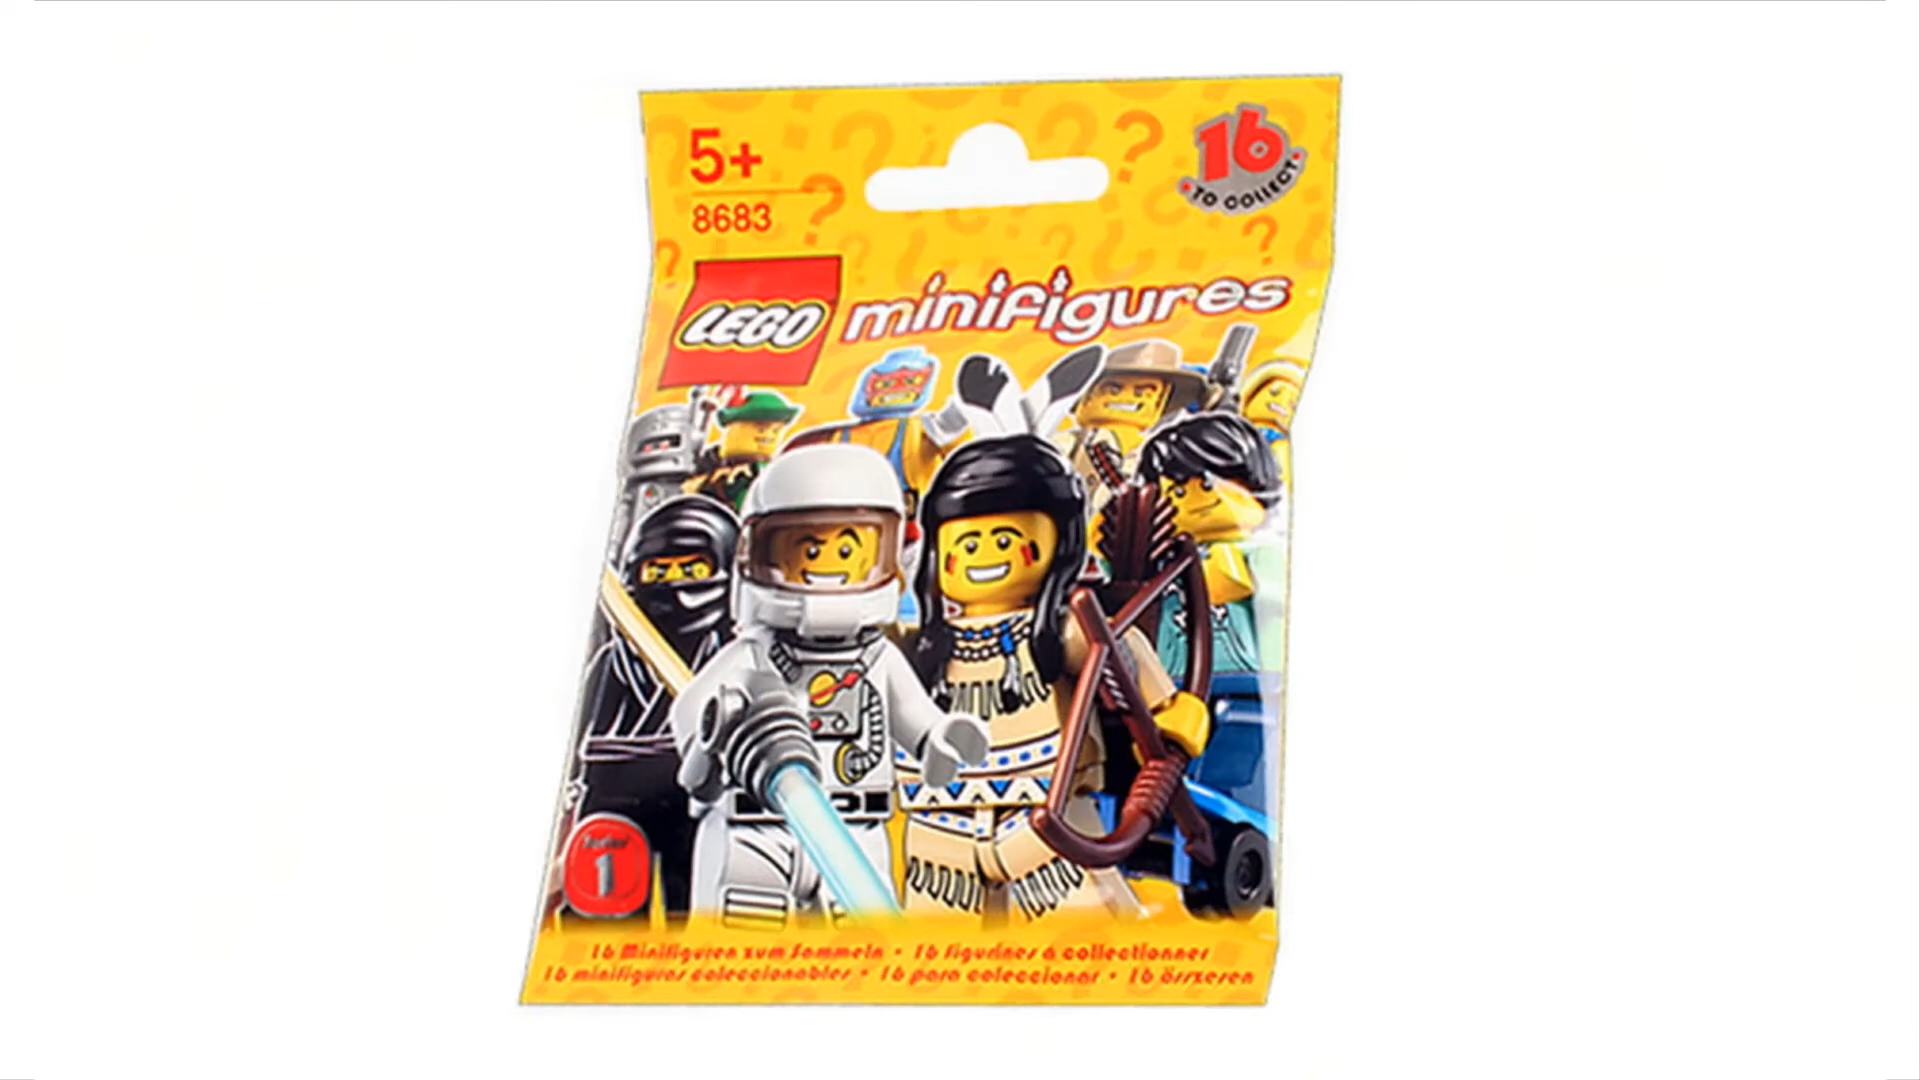 5+
16
TO COLLECT
8683
LEGO minifigures
Series
1
16 Minifiguren zum Sammeln • 16 figurines à collectionner
16 minifiguras coleccionables • 16 para coleccionar • 16 összesen